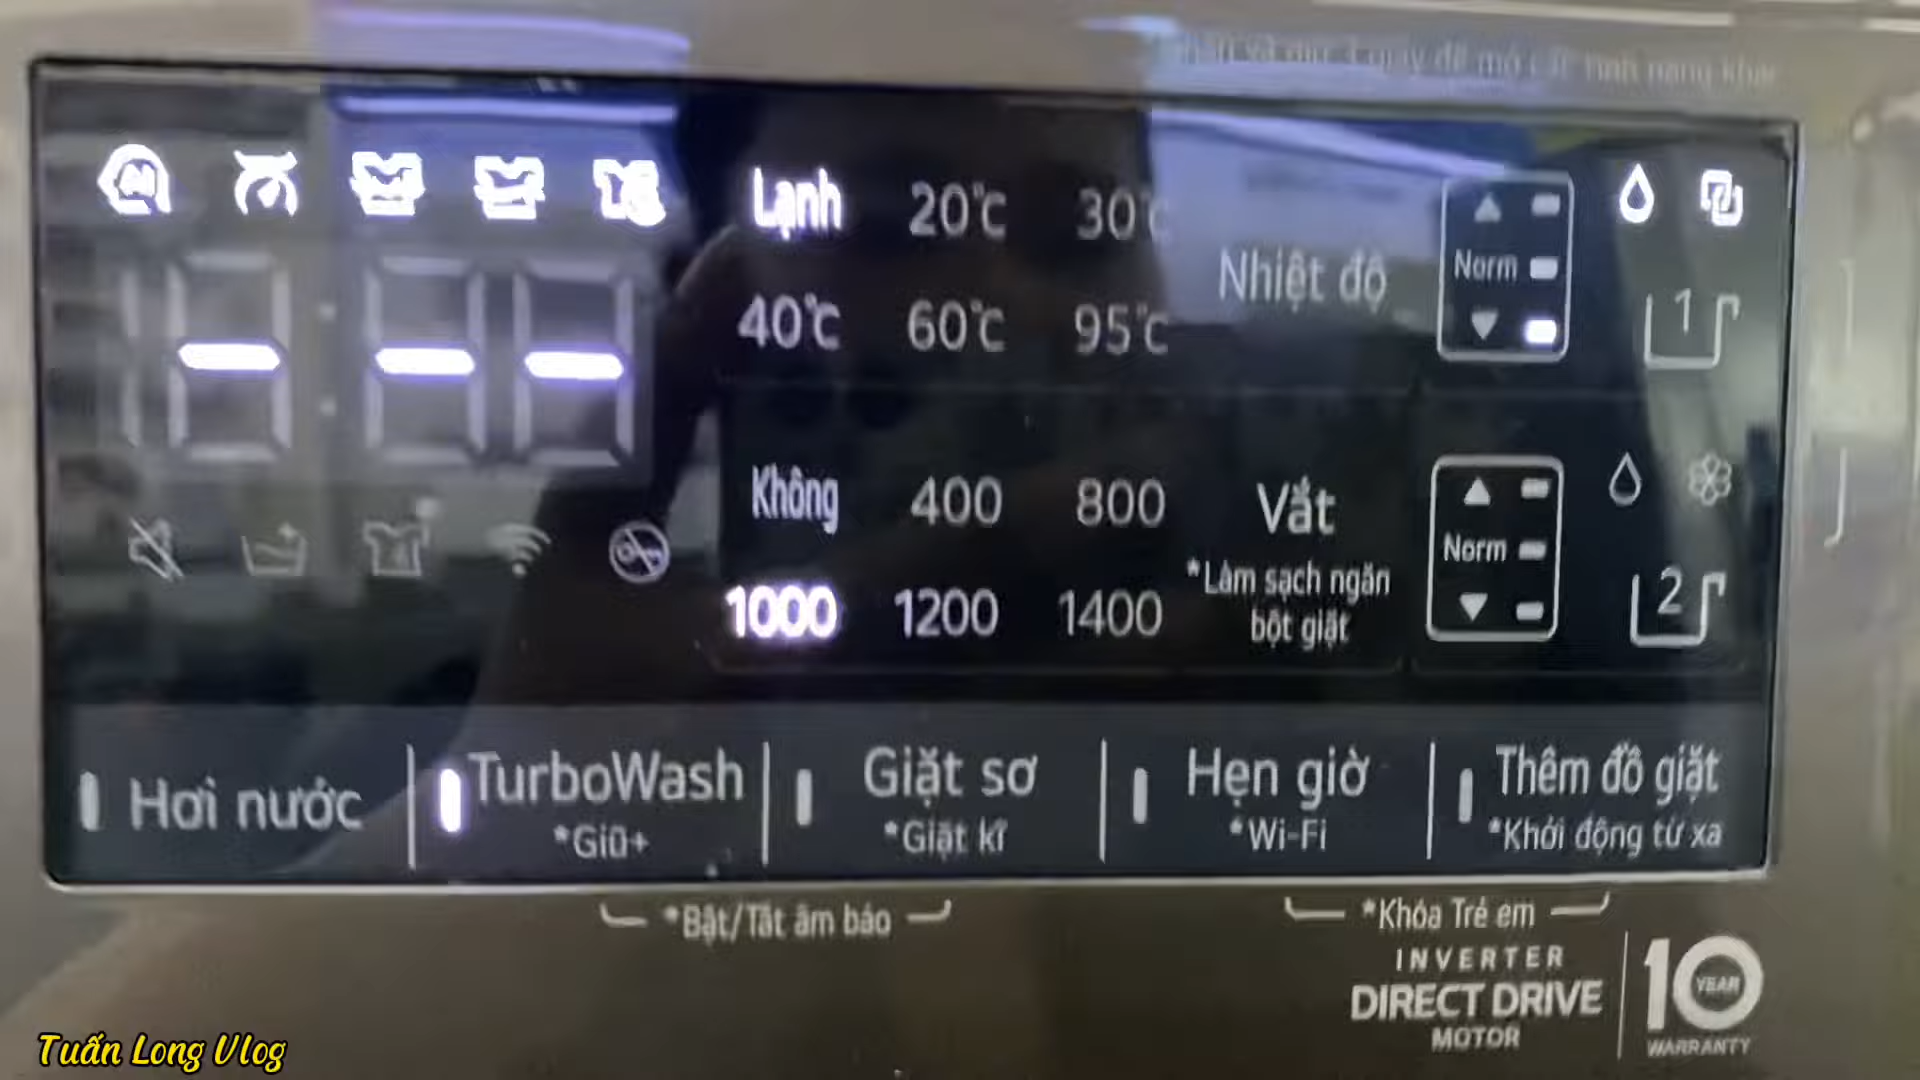 AI
Lạnh 20℃ 30℃
40℃ 60℃ 95℃
Nhiệt độ
Norm
1
Không 400 800
1000 1200 1400
Vắt
*Làm sạch ngăn
bột giặt
Norm
2
Hơi nước
TurboWash
*Giũ+
Giặt sơ
*Giặt kĩ
Hẹn giờ
*Wi-Fi
Thêm đồ giặt
*Khởi động từ xa
*Bật/Tắt âm báo
*Khóa Trẻ em
INVERTER
DIRECT DRIVE
MOTOR
10
YEAR
WARRANTY
Tuấn Long Vlog